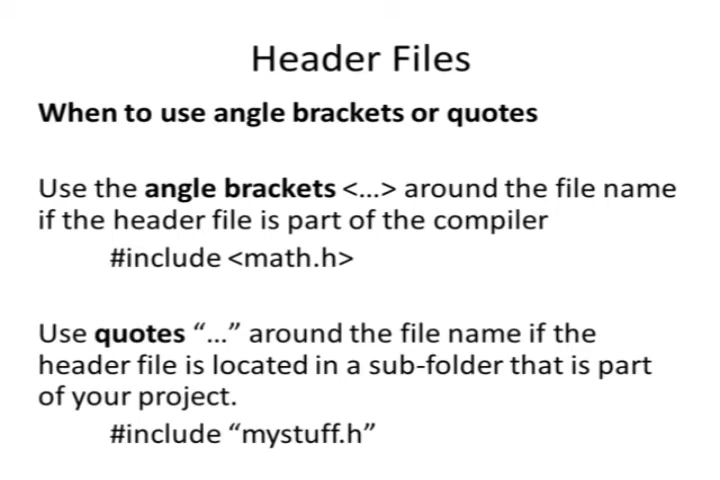 Header Files
When to use angle brackets or quotes
Use the angle brackets <...> around the file name
if the header file is part of the compiler
#include <math.h>
Use quotes “...” around the file name if the
header file is located in a sub-folder that is part
of your project.
#include “mystuff.h”